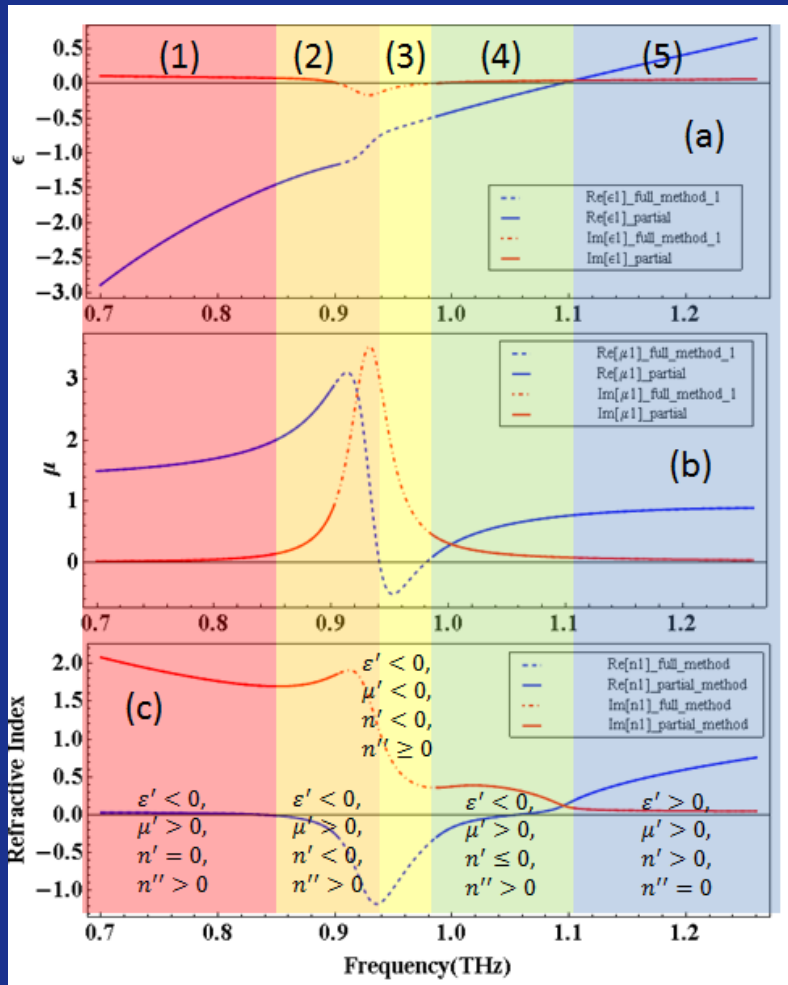 (1) (2) (3) (4) (5)
0.5
0.0
−0.5
−1.0
−1.5
−2.0
−2.5
−3.0
ϵ
(a)
Re[ϵ1]_full_method_1
Re[ϵ1]_partial
Im[ϵ1]_full_method_1
Im[ϵ1]_partial
0.7 0.8 0.9 1.0 1.1 1.2
3
2
1
0
μ
(b)
Re[μ1]_full_method_1
Re[μ1]_partial
Im[μ1]_full_method_1
Im[μ1]_partial
0.7 0.8 0.9 1.0 1.1 1.2
2.0
1.5
1.0
0.5
0.0
−0.5
−1.0
Refractive Index
(c)
Re[n1]_full_method
Re[n1]_partial_method
Im[n1]_full_method
Im[n1]_partial_method
ε′ < 0,
μ′ > 0,
n′ = 0,
n′′ > 0
ε′ < 0,
μ′ > 0,
n′ < 0,
n′′ > 0
ε′ < 0,
μ′ < 0,
n′ < 0,
n′′ ≥ 0
ε′ < 0,
μ′ > 0,
n′ ≤ 0,
n′′ > 0
ε′ > 0,
μ′ > 0,
n′ > 0,
n′′ = 0
0.7 0.8 0.9 1.0 1.1 1.2
Frequency(THz)